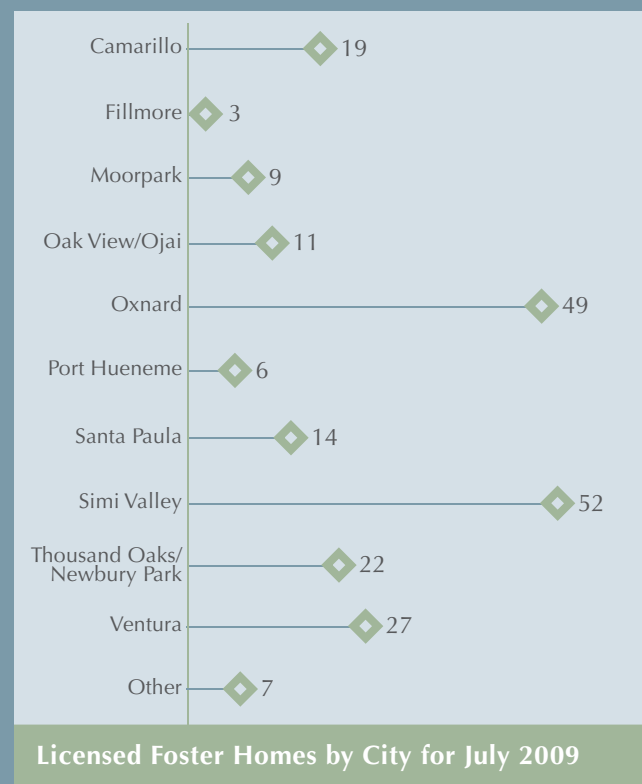 Camarillo 19
Fillmore 3
Moorpark 9
Oak View/Ojai 11
Oxnard 49
Port Hueneme 6
Santa Paula 14
Simi Valley 52
Thousand Oaks/
Newbury Park 22
Ventura 27
Other 7
Licensed Foster Homes by City for July 2009